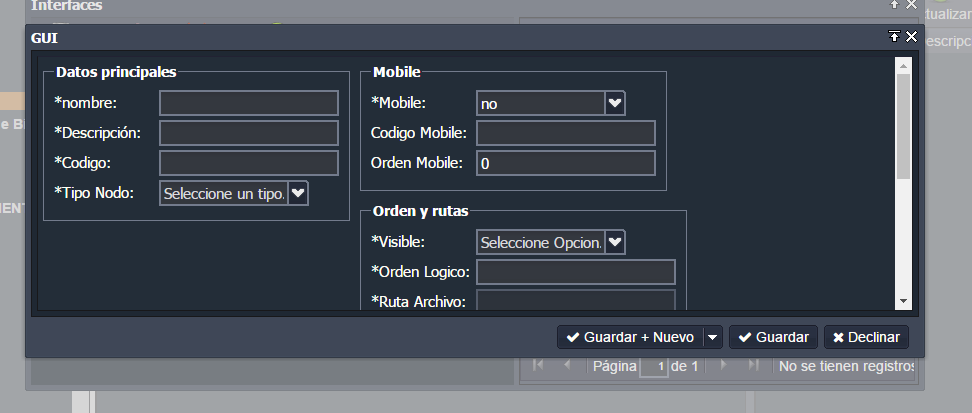 Interfaces
GUI
Datos principales
*nombre:
*Descripción:
*Codigo:
*Tipo Nodo: Seleccione un tipo.
Mobile
*Mobile: no
Codigo Mobile:
Orden Mobile: 0
Orden y rutas
*Visible: Seleccione Opcion.
*Orden Logico:
*Ruta Archivo:
Guardar + Nuevo
Guardar
Declinar
Página 1 de 1
No se tienen registros
ctualizar
escripc
e Bi
IENT